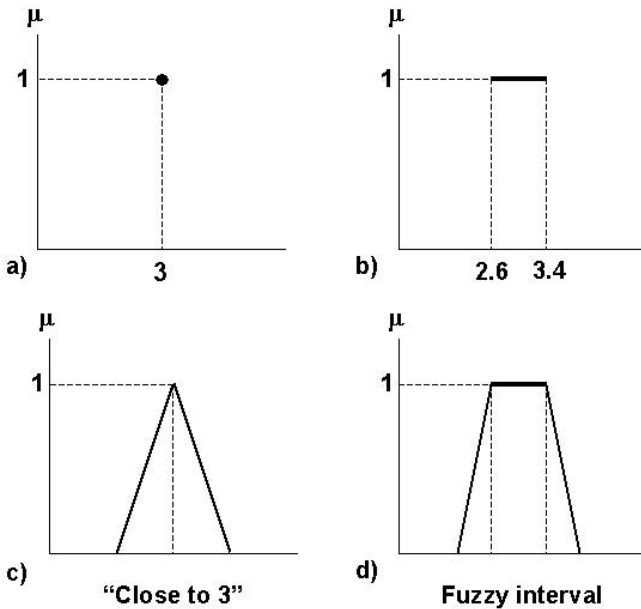 μ
1
a)
3
μ
1
b)
2.6 3.4
μ
1
c)
"Close to 3"
μ
1
d)
Fuzzy interval